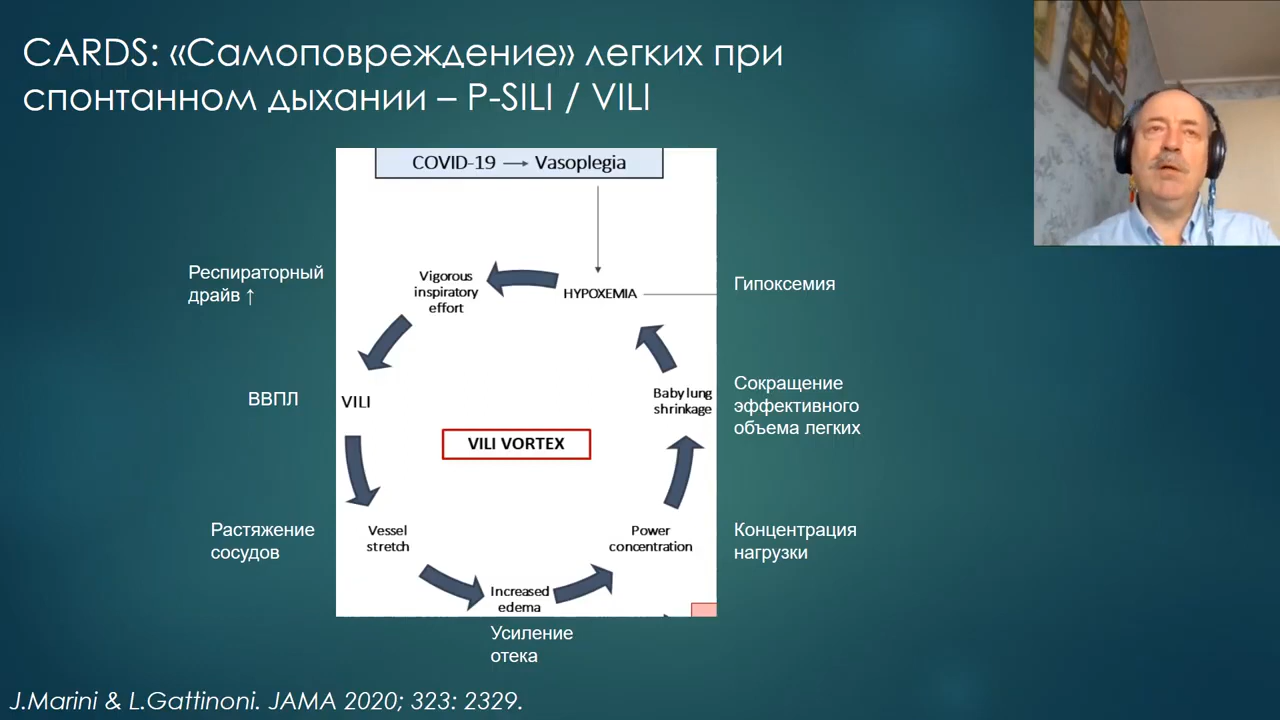 CARDS: «Самоповреждение» легких при
спонтанном дыхании – P-SILI / VILI
COVID-19 → Vasoplegia
Респираторный
драйв ↑
Vigorous
inspiratory
effort
HYPOXEMIA
Гипоксемия
ВВПЛ
VILI
Baby lung
shrinkage
Сокращение
эффективного
объема легких
VILI VORTEX
Растяжение
сосудов
Vessel
stretch
Power
concentration
Концентрация
нагрузки
Increased
edema
Усиление
отека
J.Marini & L.Gattinoni. JAMA 2020; 323: 2329.